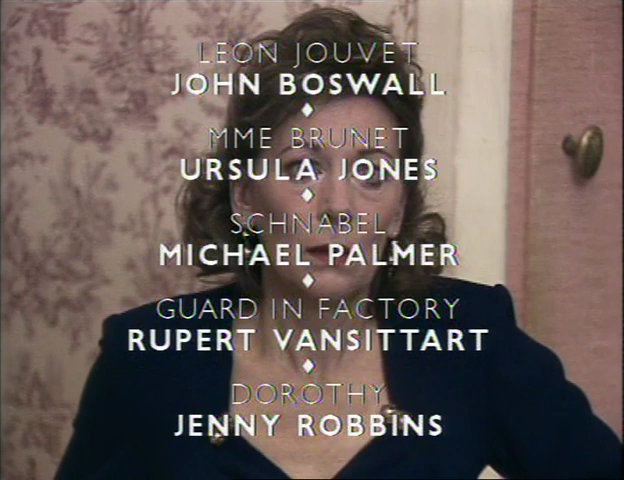 LEON JOUVET
JOHN BOSWALL
MME BRUNET
URSULA JONES
SCHNABEL
MICHAEL PALMER
GUARD IN FACTORY
RUPERT VANSITTART
DOROTHY
JENNY ROBBINS